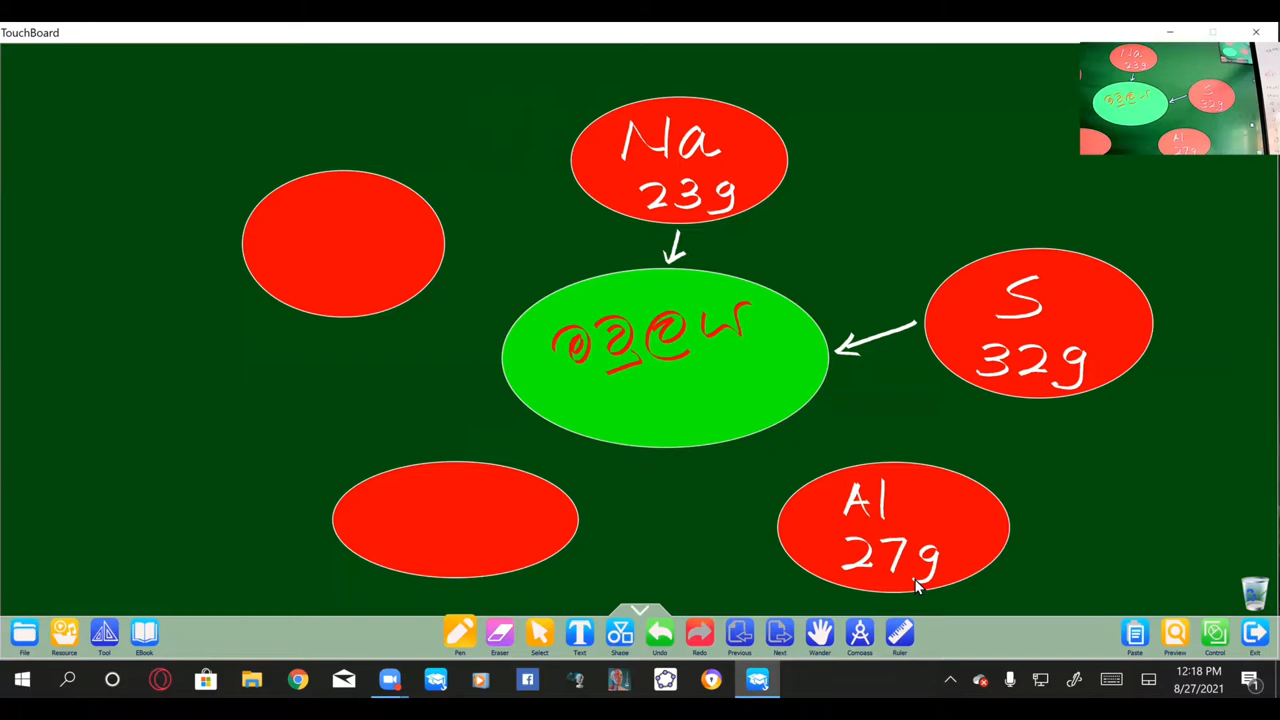 TouchBoard
Na
23g
මවුලය
S
32g
Al
27g
File Resource Tool EBook Pen Eraser Select Text Shape Undo Redo Previous Next Wander Compass Ruler Paste Preview Control Exit
12:18 PM
8/27/2021